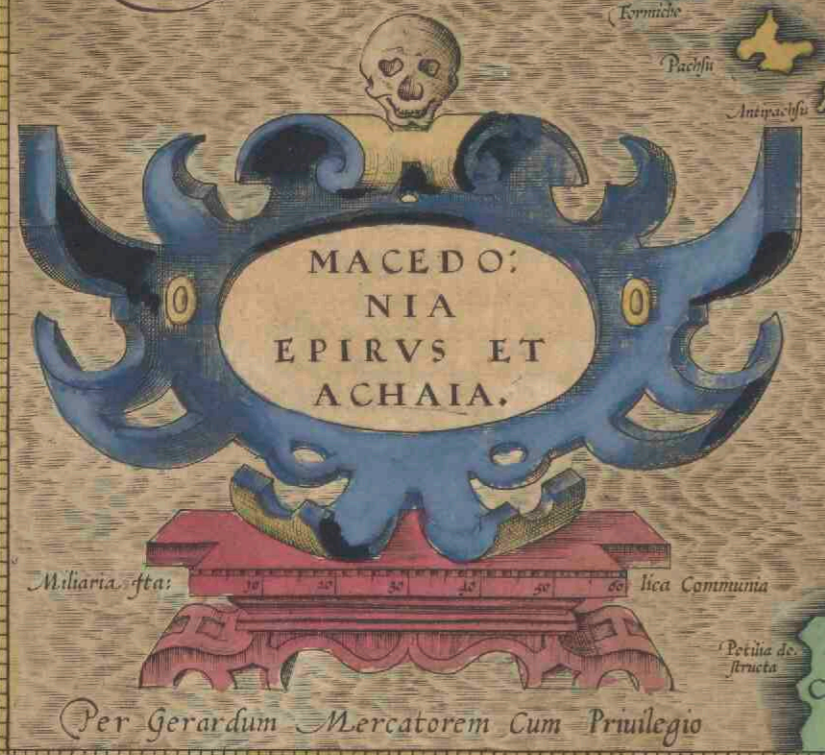 Formiche
Pachsu
Antipachsu
MACEDO:
NIA
EPIRVS ET
ACHAIA.
Miliaria Ita: lica Communia
10 20 30 40 50 60
Petilia de.
structa
Per Gerardum Mercatorem Cum Priuilegio